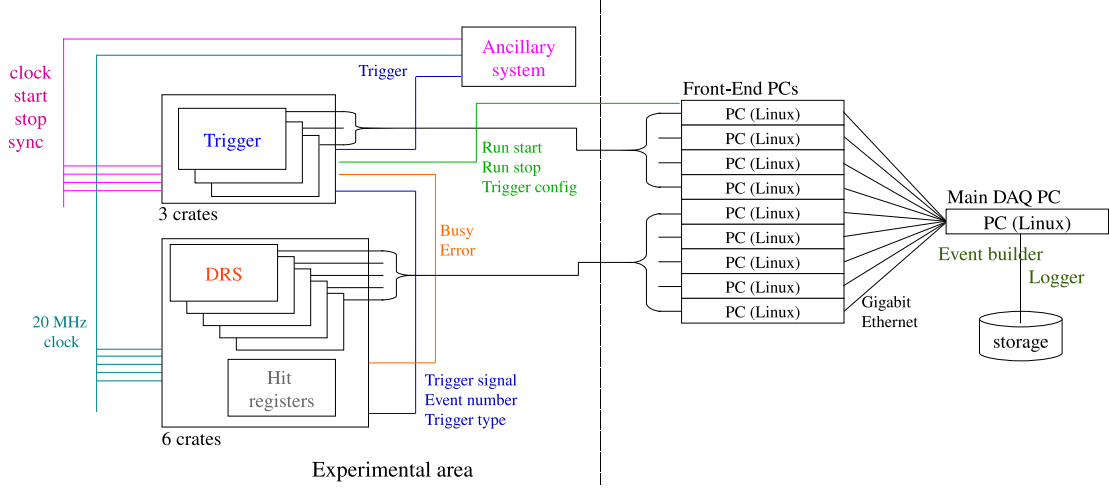 Ancillary
system
clock
start
stop
sync
Trigger
Trigger
3 crates
Run start
Run stop
Trigger config
Busy
Error
DRS
20 MHz
clock
Hit
registers
Trigger signal
Event number
Trigger type
6 crates
Experimental area
Front-End PCs
PC (Linux)
PC (Linux)
PC (Linux)
PC (Linux)
PC (Linux)
PC (Linux)
PC (Linux)
PC (Linux)
PC (Linux)
Gigabit
Ethernet
Main DAQ PC
PC (Linux)
Event builder
Logger
storage